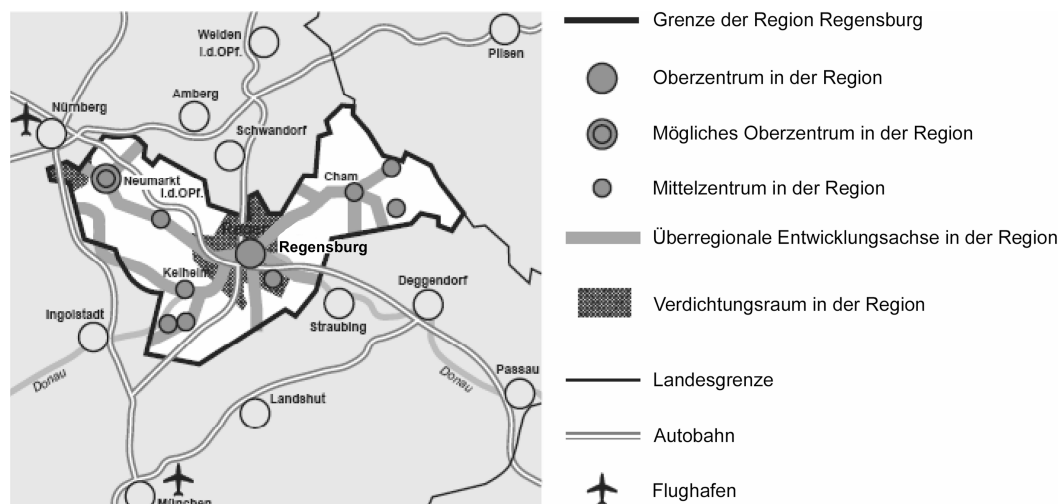 Weiden
I.d.OPf.
Pilsen
Amberg
Nürnberg
Schwandorf
Cham
Neumarkt
I.d.OPf.
Regensburg
Kelheim
Deggendorf
Ingolstadt
Straubing
Donau
Donau
Passau
Landshut
München
Grenze der Region Regensburg
Oberzentrum in der Region
Mögliches Oberzentrum in der Region
Mittelzentrum in der Region
Überregionale Entwicklungsachse in der Region
Verdichtungsraum in der Region
Landesgrenze
Autobahn
Flughafen